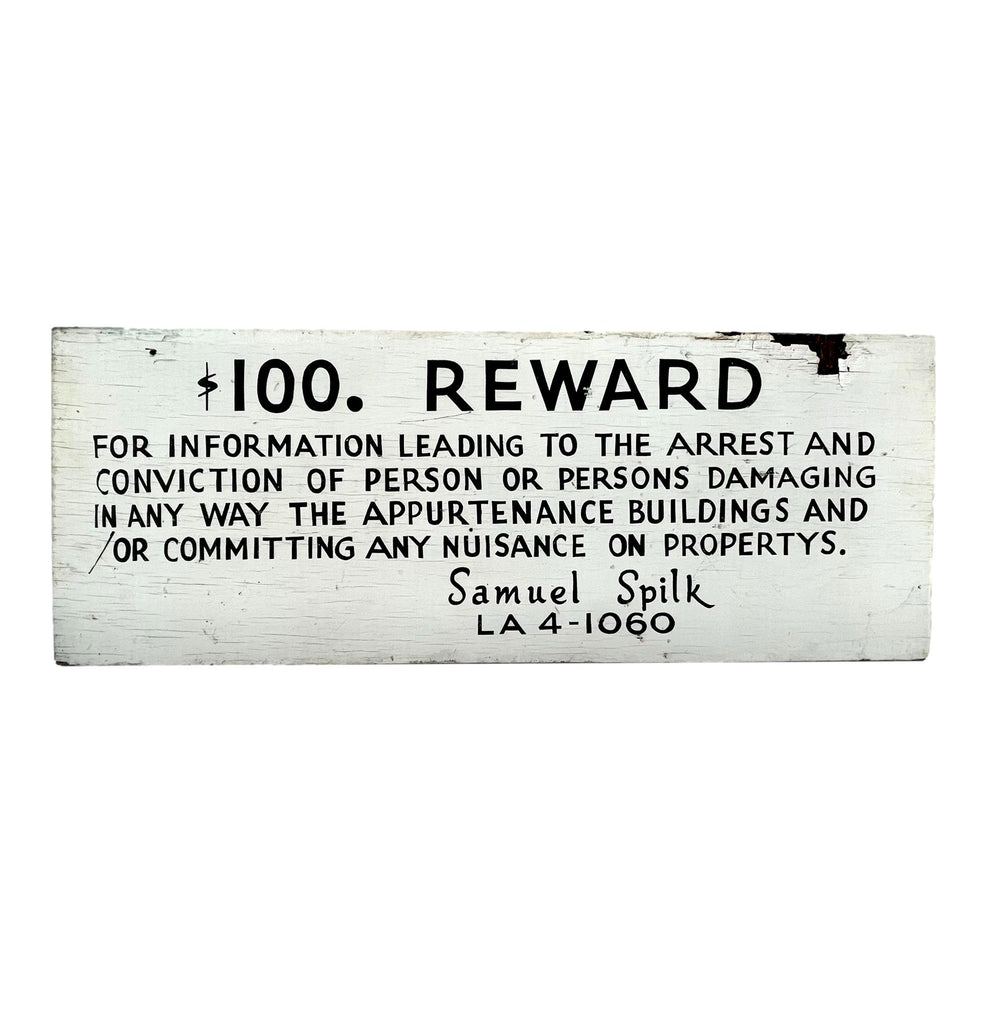 $100. REWARD
FOR INFORMATION LEADING TO THE ARREST AND
CONVICTION OF PERSON OR PERSONS DAMAGING
IN ANY WAY THE APPURTENANCE BUILDINGS AND
/OR COMMITTING ANY NUISANCE ON PROPERTYS.
Samuel Spilk
LA 4-1060